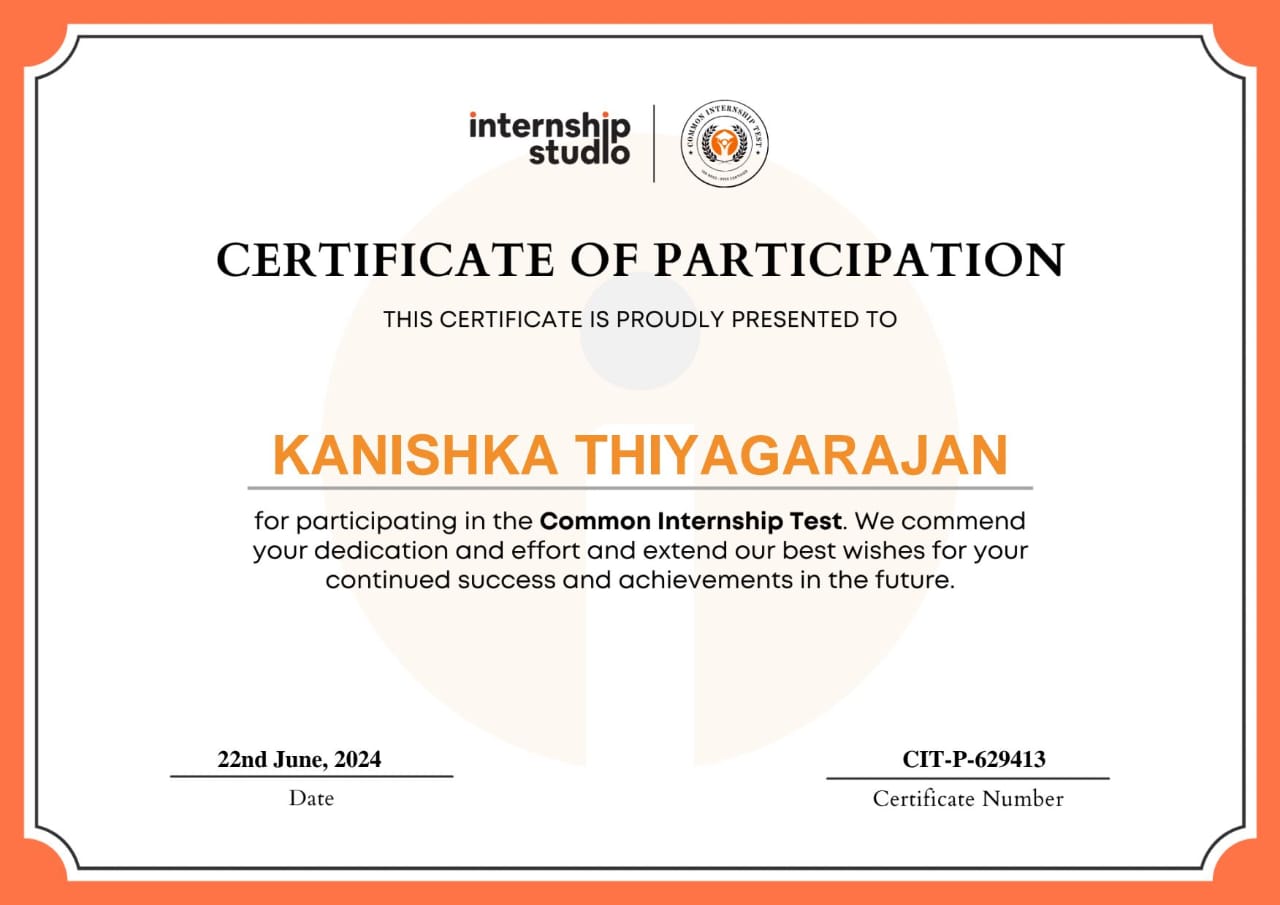 internship
studio
COMMON INTERNSHIP TEST
CERTIFICATE OF PARTICIPATION
THIS CERTIFICATE IS PROUDLY PRESENTED TO
KANISHKA THIYAGARAJAN
for participating in the Common Internship Test. We commend
your dedication and effort and extend our best wishes for your
continued success and achievements in the future.
22nd June, 2024
Date
CIT-P-629413
Certificate Number